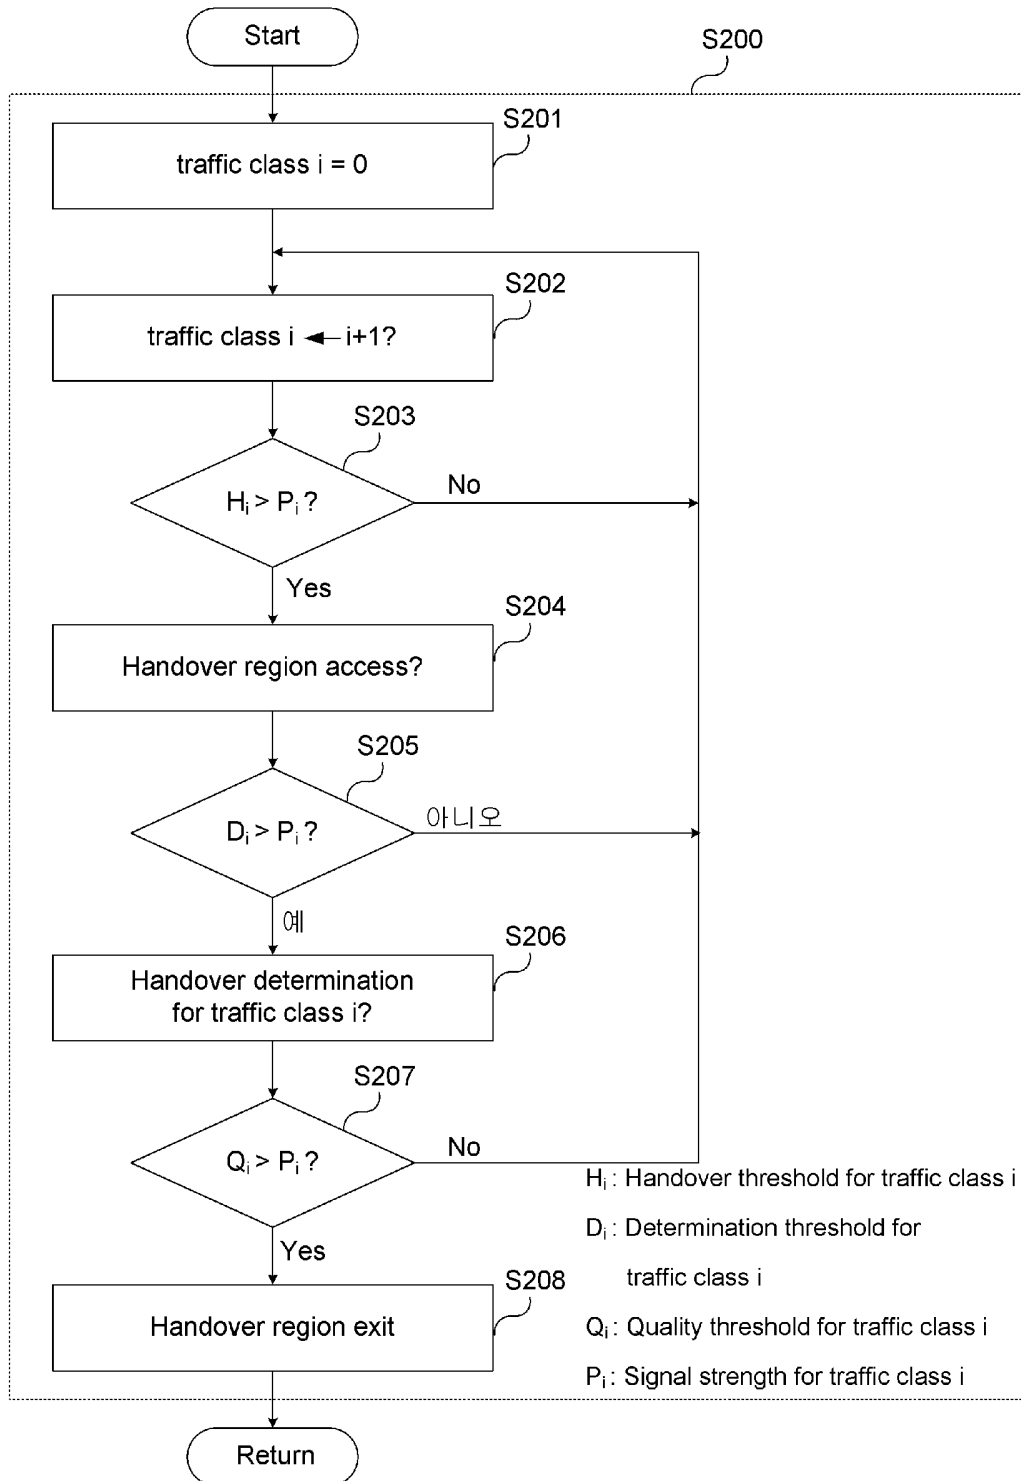 Start
S200
S201
traffic class i = 0
S202
traffic class i ← i+1?
S203
Hi > Pi ?
No
Yes
S204
Handover region access?
S205
Di > Pi ?
아니오
예
S206
Handover determination
for traffic class i?
S207
Qi > Pi ?
No
Yes
S208
Handover region exit
Return
Hi : Handover threshold for traffic class i
Di : Determination threshold for
traffic class i
Qi : Quality threshold for traffic class i
Pi : Signal strength for traffic class i